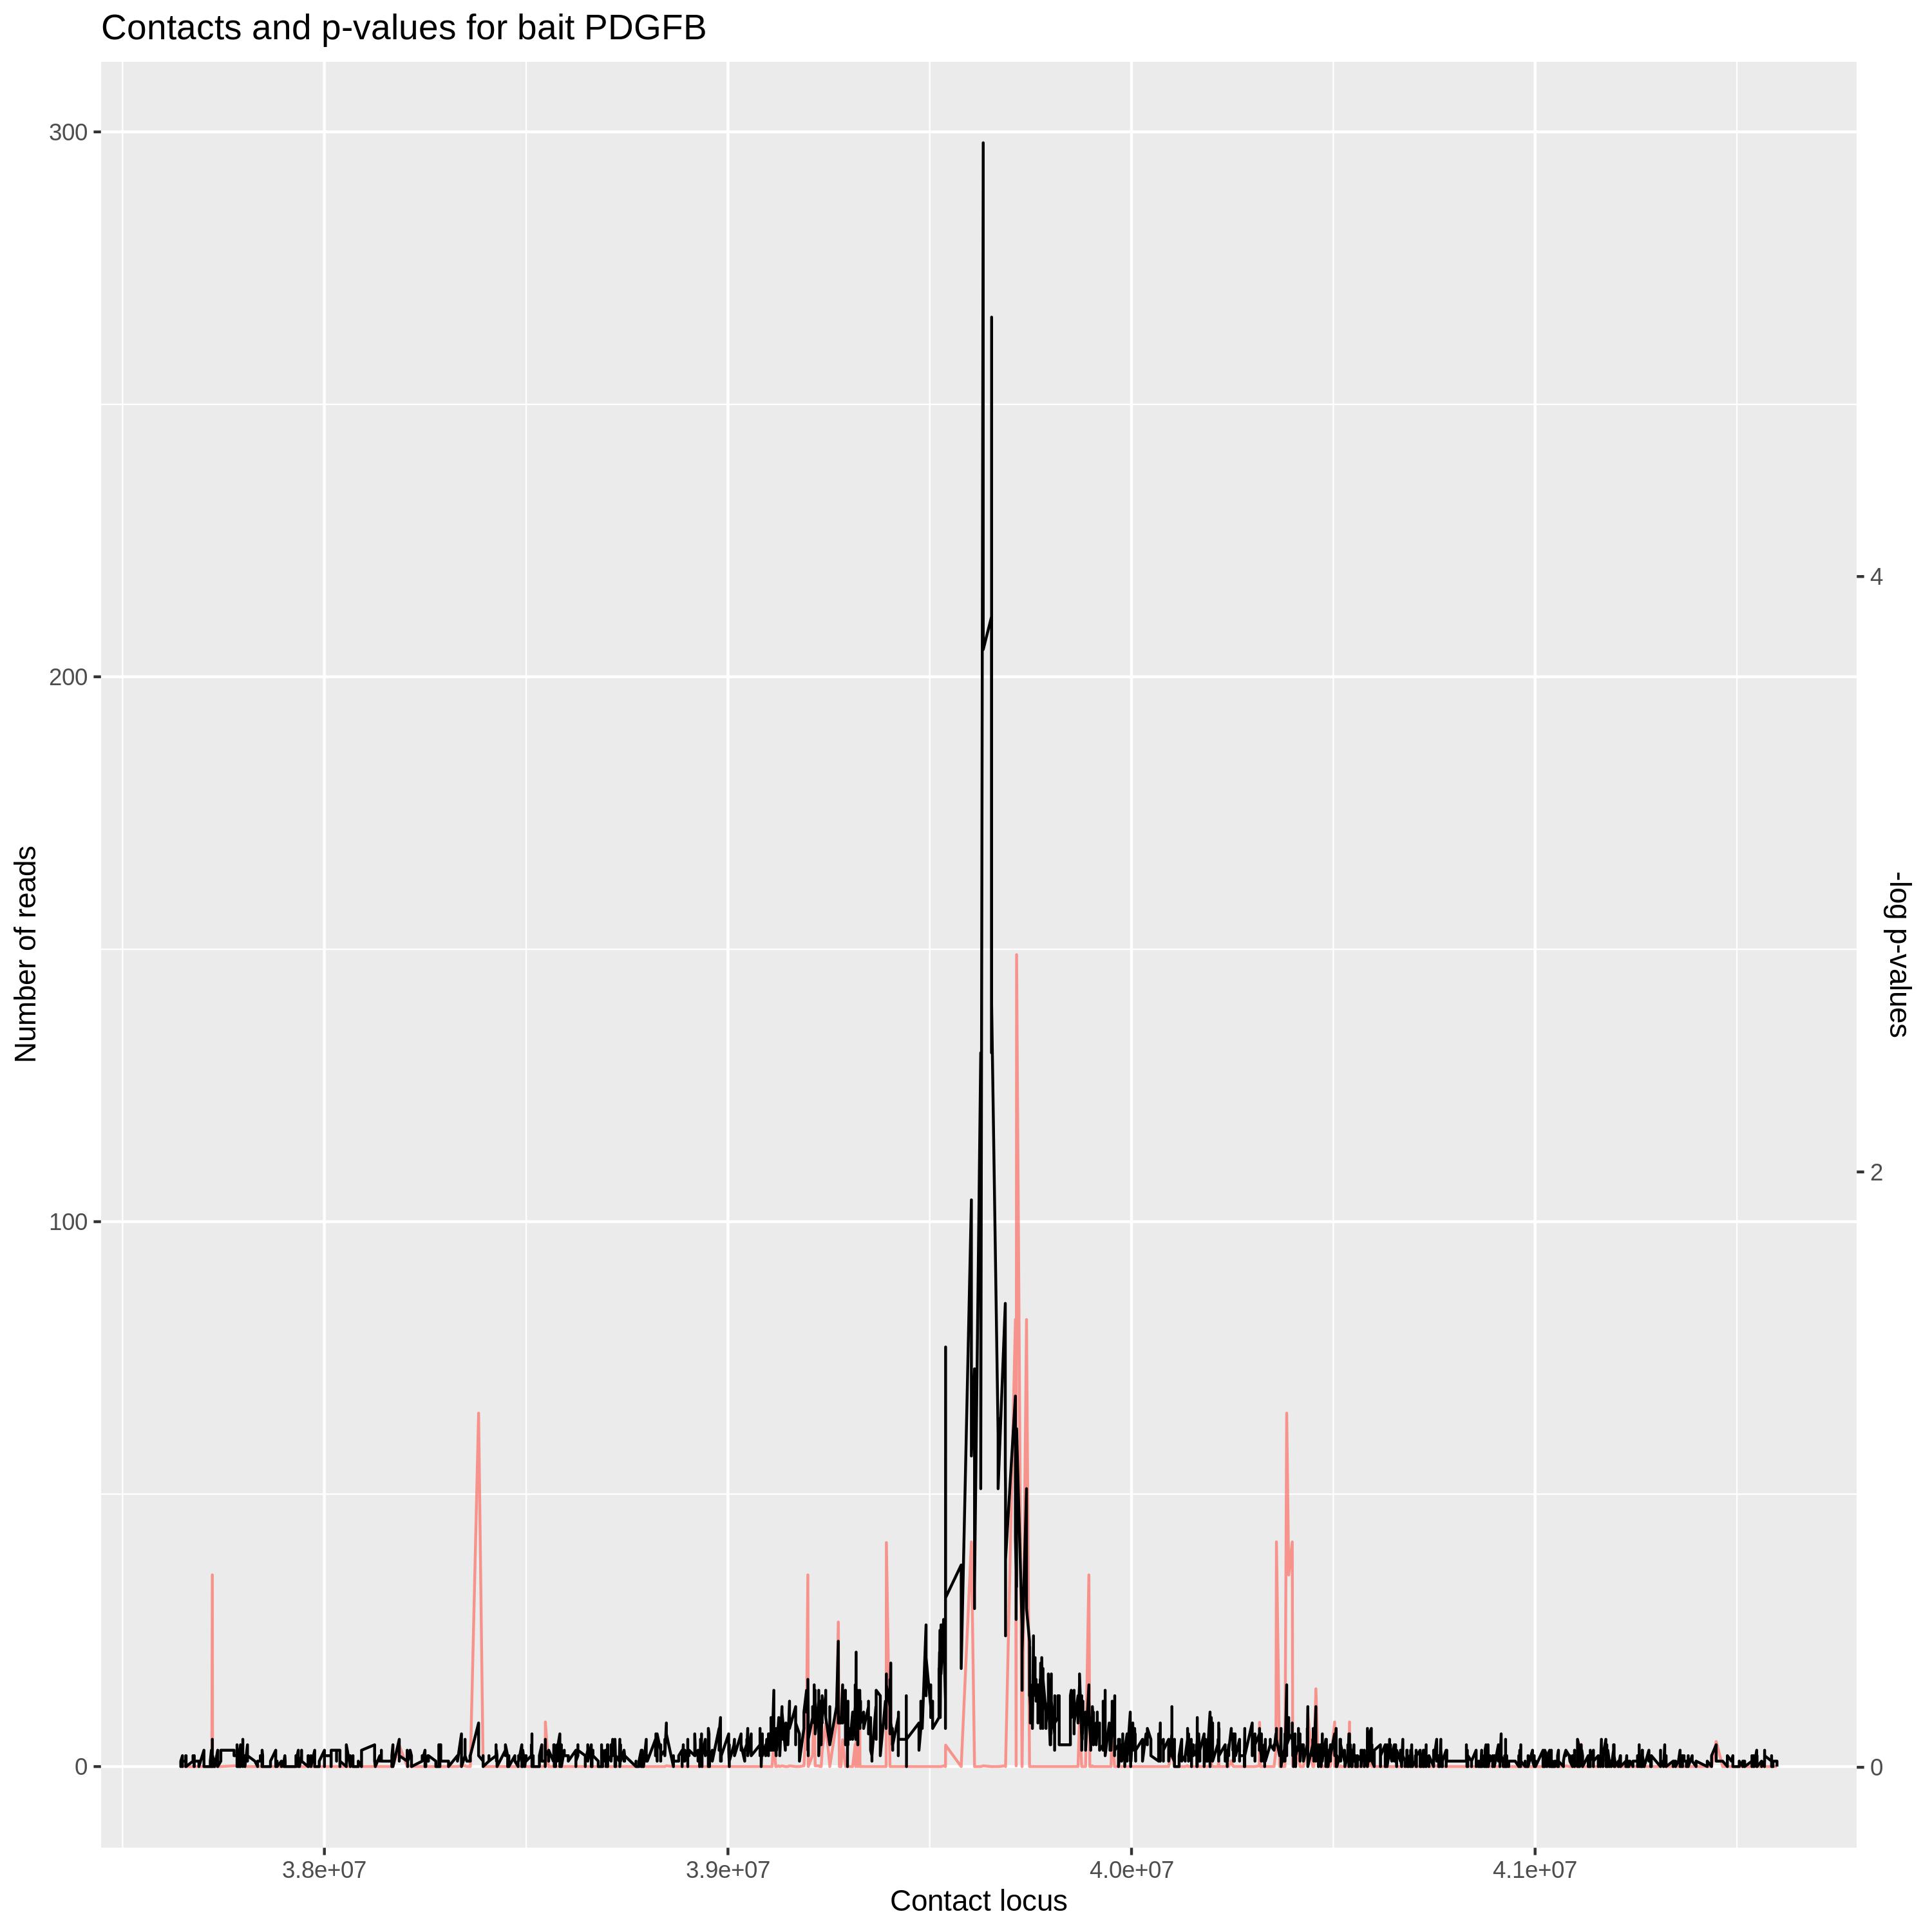 Contacts and p-values for bait PDGFB
300
200
100
0
Number of reads
4
2
0
-log p-values
3.8e+07
3.9e+07
4.0e+07
4.1e+07
Contact locus